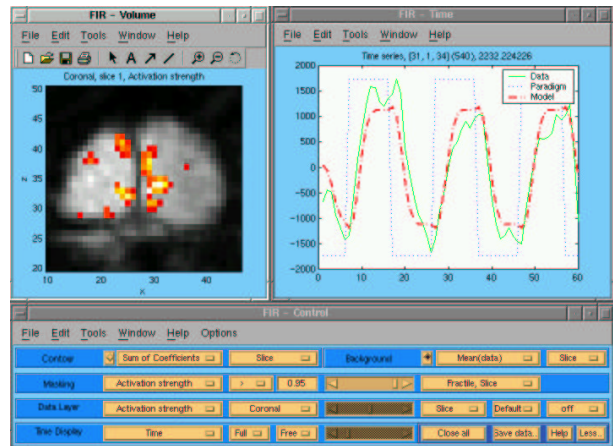 FIR - Volume
File Edit Tools Window Help
Coronal, slice 1, Activation strength
50
45
40
35
30
25
20
z
10 20 30 40
x
FIR - Time
File Edit Tools Window Help
Time series, {31, 1, 34} (540), 2232.224226
2000
1500
1000
500
0
-500
-1000
-1500
-2000
0 10 20 30 40 50 60
Data
Paradigm
Model
FIR - Control
File Edit Tools Window Help Options
Contour Sum of Coefficients Slice Background Mean(data) Slice
Masking Activation strength > 0.95 Fractile, Slice
Data Layer Activation strength Coronal Slice Default off
Time Display Time Full Free Close all Save data.. Help Less..